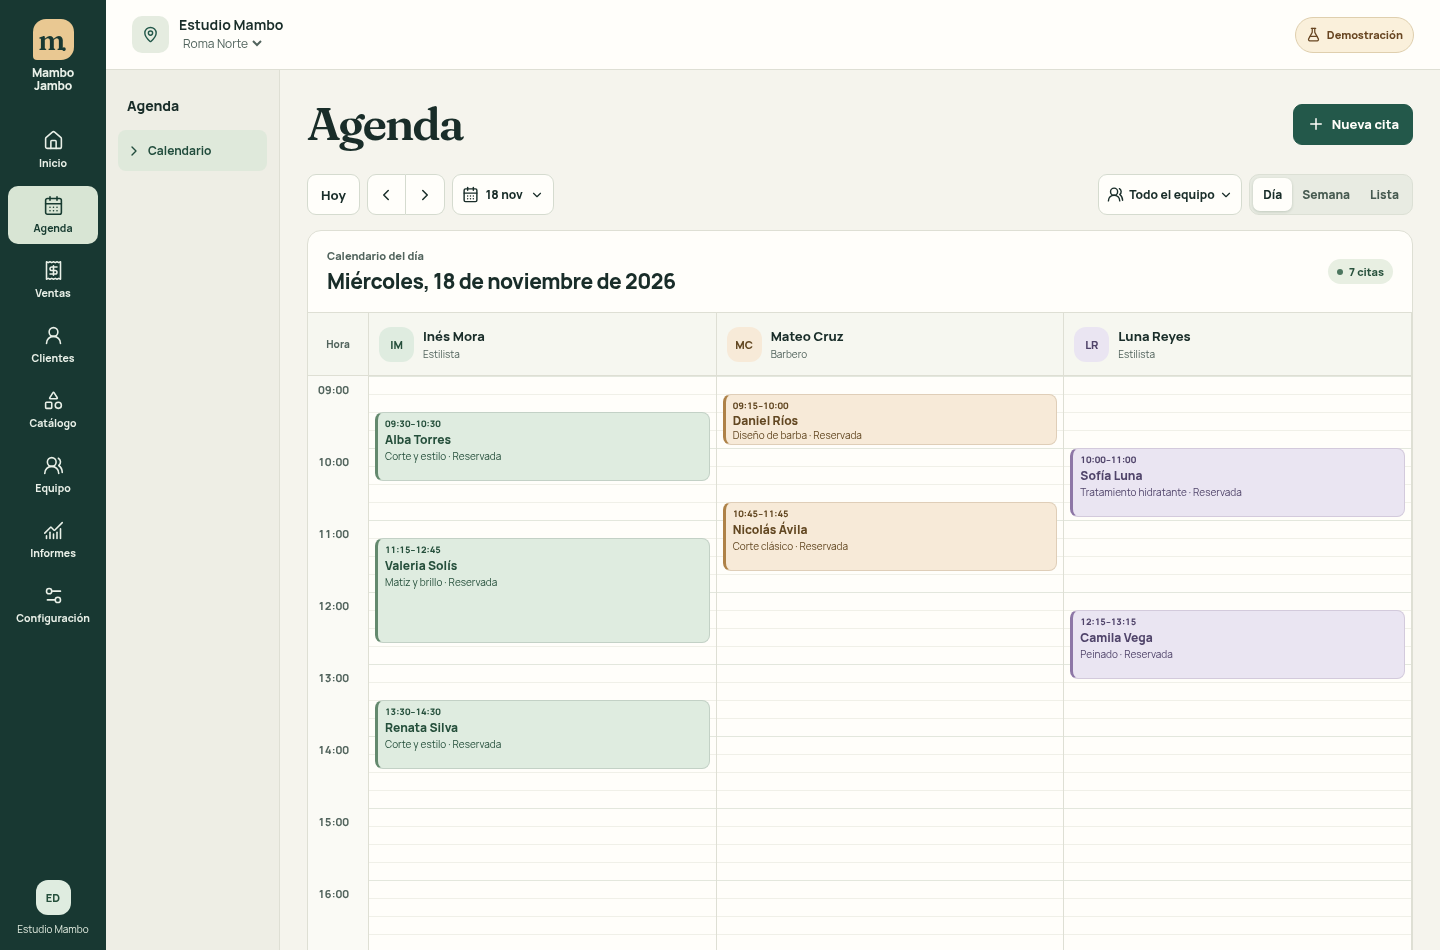 m.
Mambo
Jambo
Inicio
Agenda
Ventas
Clientes
Catálogo
Equipo
Informes
Configuración
ED
Estudio Mambo
Estudio Mambo
Roma Norte
Demostración
Agenda
Calendario
Agenda
Nueva cita
Hoy
18 nov
Todo el equipo
Día
Semana
Lista
Calendario del día
Miércoles, 18 de noviembre de 2026
7 citas
Hora
IM
Inés Mora
Estilista
MC
Mateo Cruz
Barbero
LR
Luna Reyes
Estilista
09:00
10:00
11:00
12:00
13:00
14:00
15:00
16:00
09:30–10:30
Alba Torres
Corte y estilo · Reservada
11:15–12:45
Valeria Solís
Matiz y brillo · Reservada
13:30–14:30
Renata Silva
Corte y estilo · Reservada
09:15–10:00
Daniel Ríos
Diseño de barba · Reservada
10:45–11:45
Nicolás Ávila
Corte clásico · Reservada
10:00–11:00
Sofía Luna
Tratamiento hidratante · Reservada
12:15–13:15
Camila Vega
Peinado · Reservada